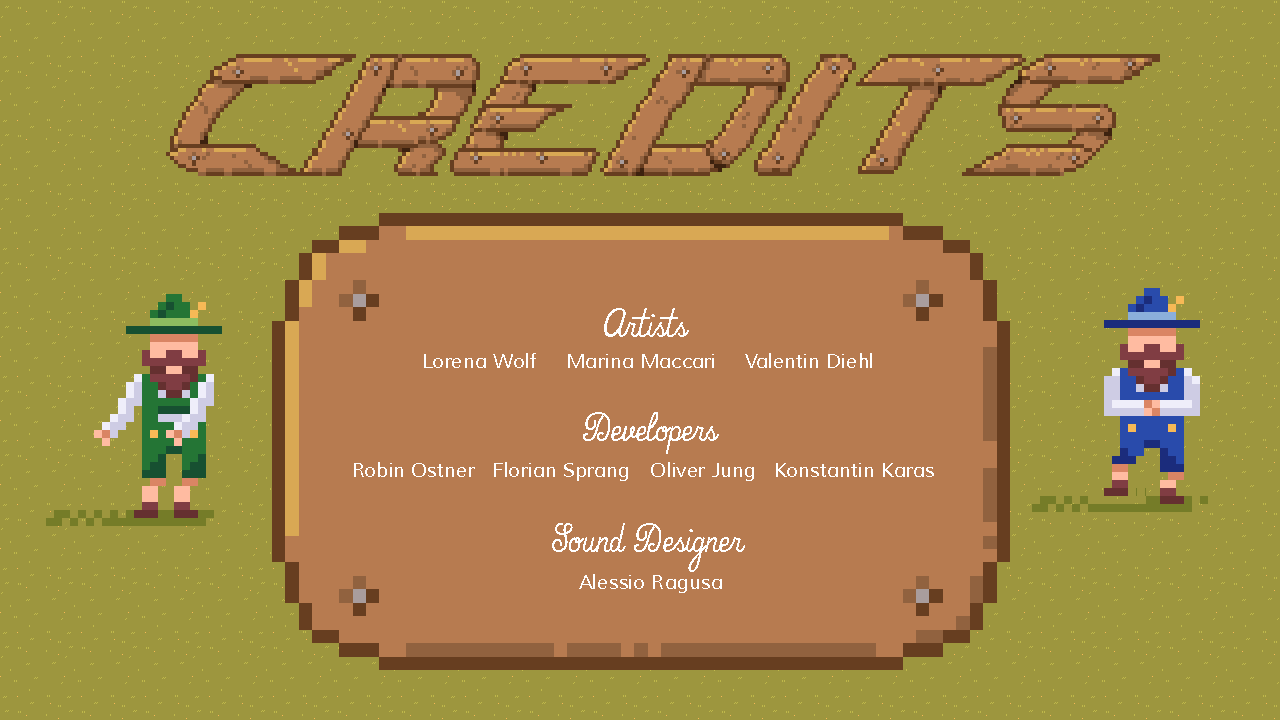 CREDITS
Artists
Lorena Wolf Marina Maccari Valentin Diehl
Developers
Robin Ostner Florian Sprang Oliver Jung Konstantin Karas
Sound Designer
Alessio Ragusa